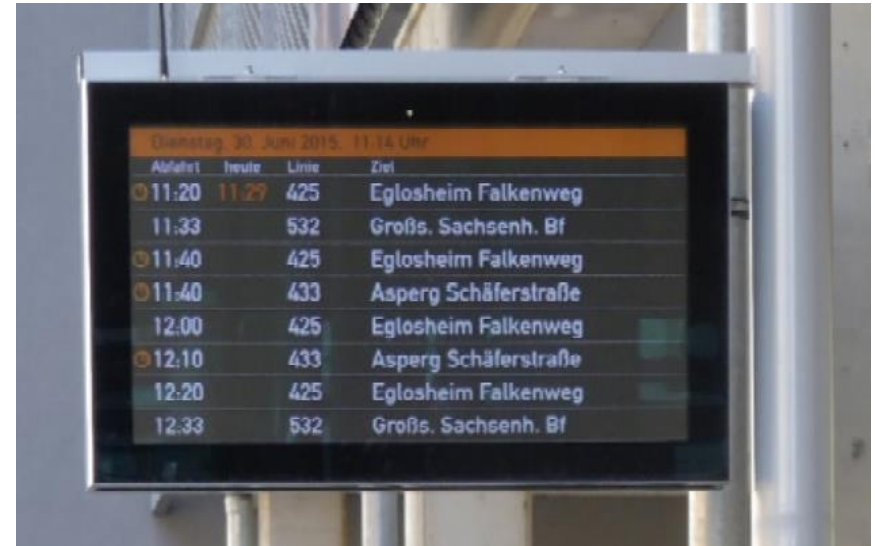 Dienstag, 30. Juni 2015, 11:14 Uhr
Abfahrt heute Linie Ziel
11:20 11:29 425 Eglosheim Falkenweg
11:33 532 Großs. Sachsenh. Bf
11:40 425 Eglosheim Falkenweg
11:40 433 Asperg Schäferstraße
12:00 425 Eglosheim Falkenweg
12:10 433 Asperg Schäferstraße
12:20 425 Eglosheim Falkenweg
12:33 532 Großs. Sachsenh. Bf